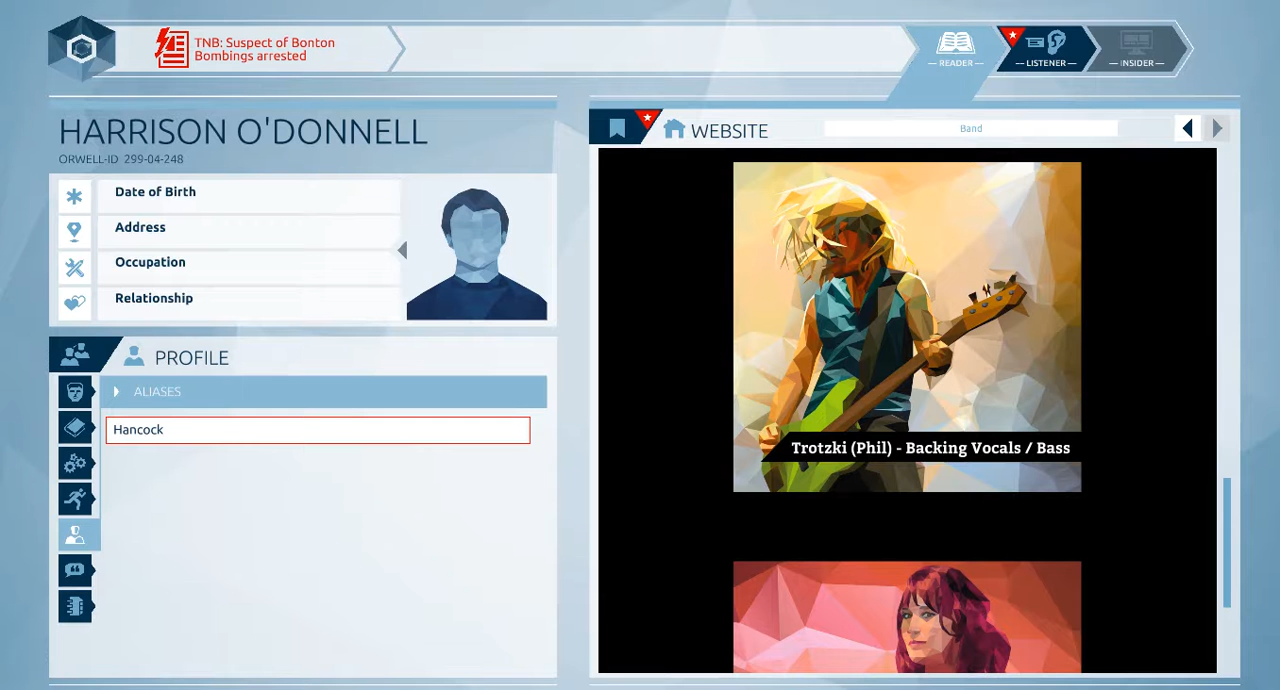 TNB: Suspect of Bonton
Bombings arrested
— READER —
— LISTENER —
— INSIDER —
HARRISON O'DONNELL
ORWELL-ID 299-04-248
Date of Birth
Address
Occupation
Relationship
PROFILE
ALIASES
Hancock
WEBSITE
Band
Trotzki (Phil) - Backing Vocals / Bass